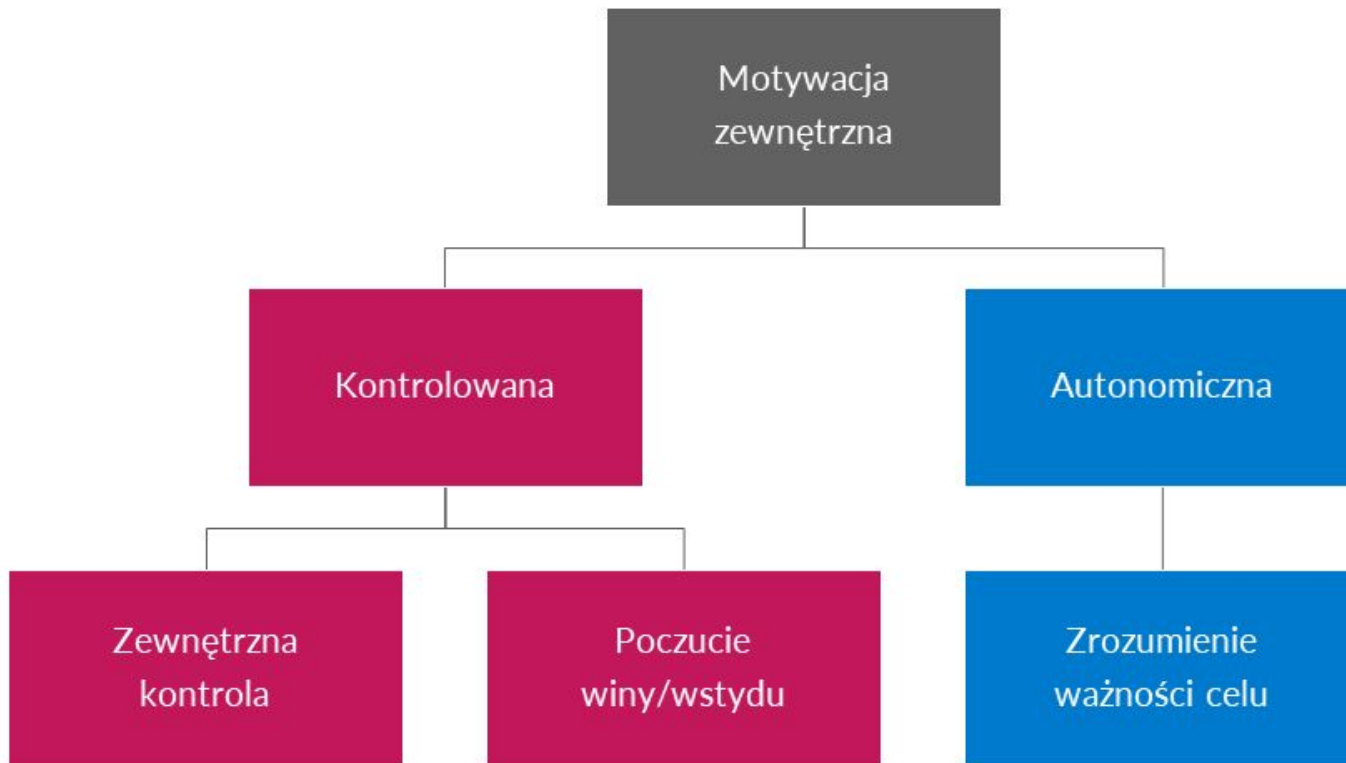 Motywacja
zewnętrzna
Kontrolowana
Autonomiczna
Zewnętrzna
kontrola
Poczucie
winy/wstydu
Zrozumienie
ważności celu